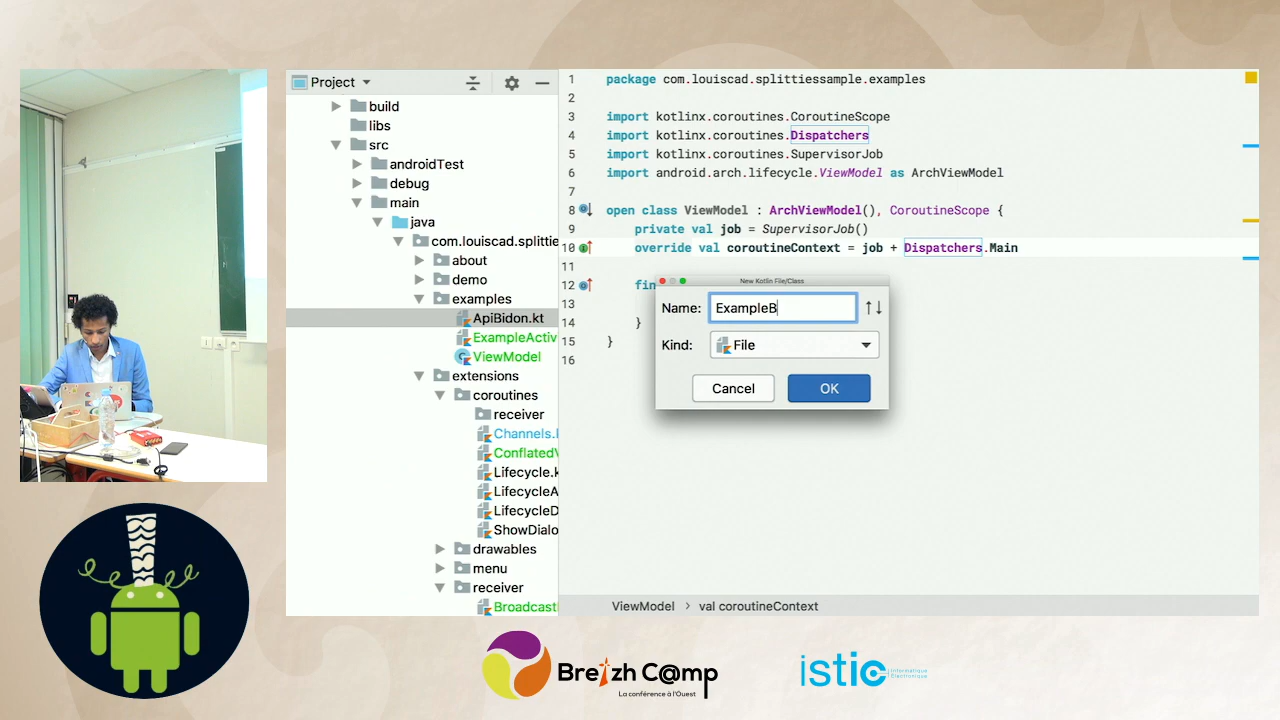 Project
build
libs
src
androidTest
debug
main
java
com.louiscad.splittie
about
demo
examples
ApiBidon.kt
ExampleActiv
ViewModel
extensions
coroutines
receiver
Channels.
Conflated
Lifecycle.k
LifecycleA
LifecycleD
ShowDialo
drawables
menu
receiver
Broadcast
1 package com.louiscad.splittiessample.examples
2
3 import kotlinx.coroutines.CoroutineScope
4 import kotlinx.coroutines.Dispatchers
5 import kotlinx.coroutines.SupervisorJob
6 import android.arch.lifecycle.ViewModel as ArchViewModel
7
8 open class ViewModel : ArchViewModel(), CoroutineScope {
9 private val job = SupervisorJob()
10 override val coroutineContext = job + Dispatchers.Main
11
12 fin
13
14 }
15 }
16
New Kotlin File/Class
Name: ExampleB
Kind: File
Cancel OK
ViewModel › val coroutineContext
Breizh C@mp
La conférence à l'Ouest
istic
Informatique
Électronique